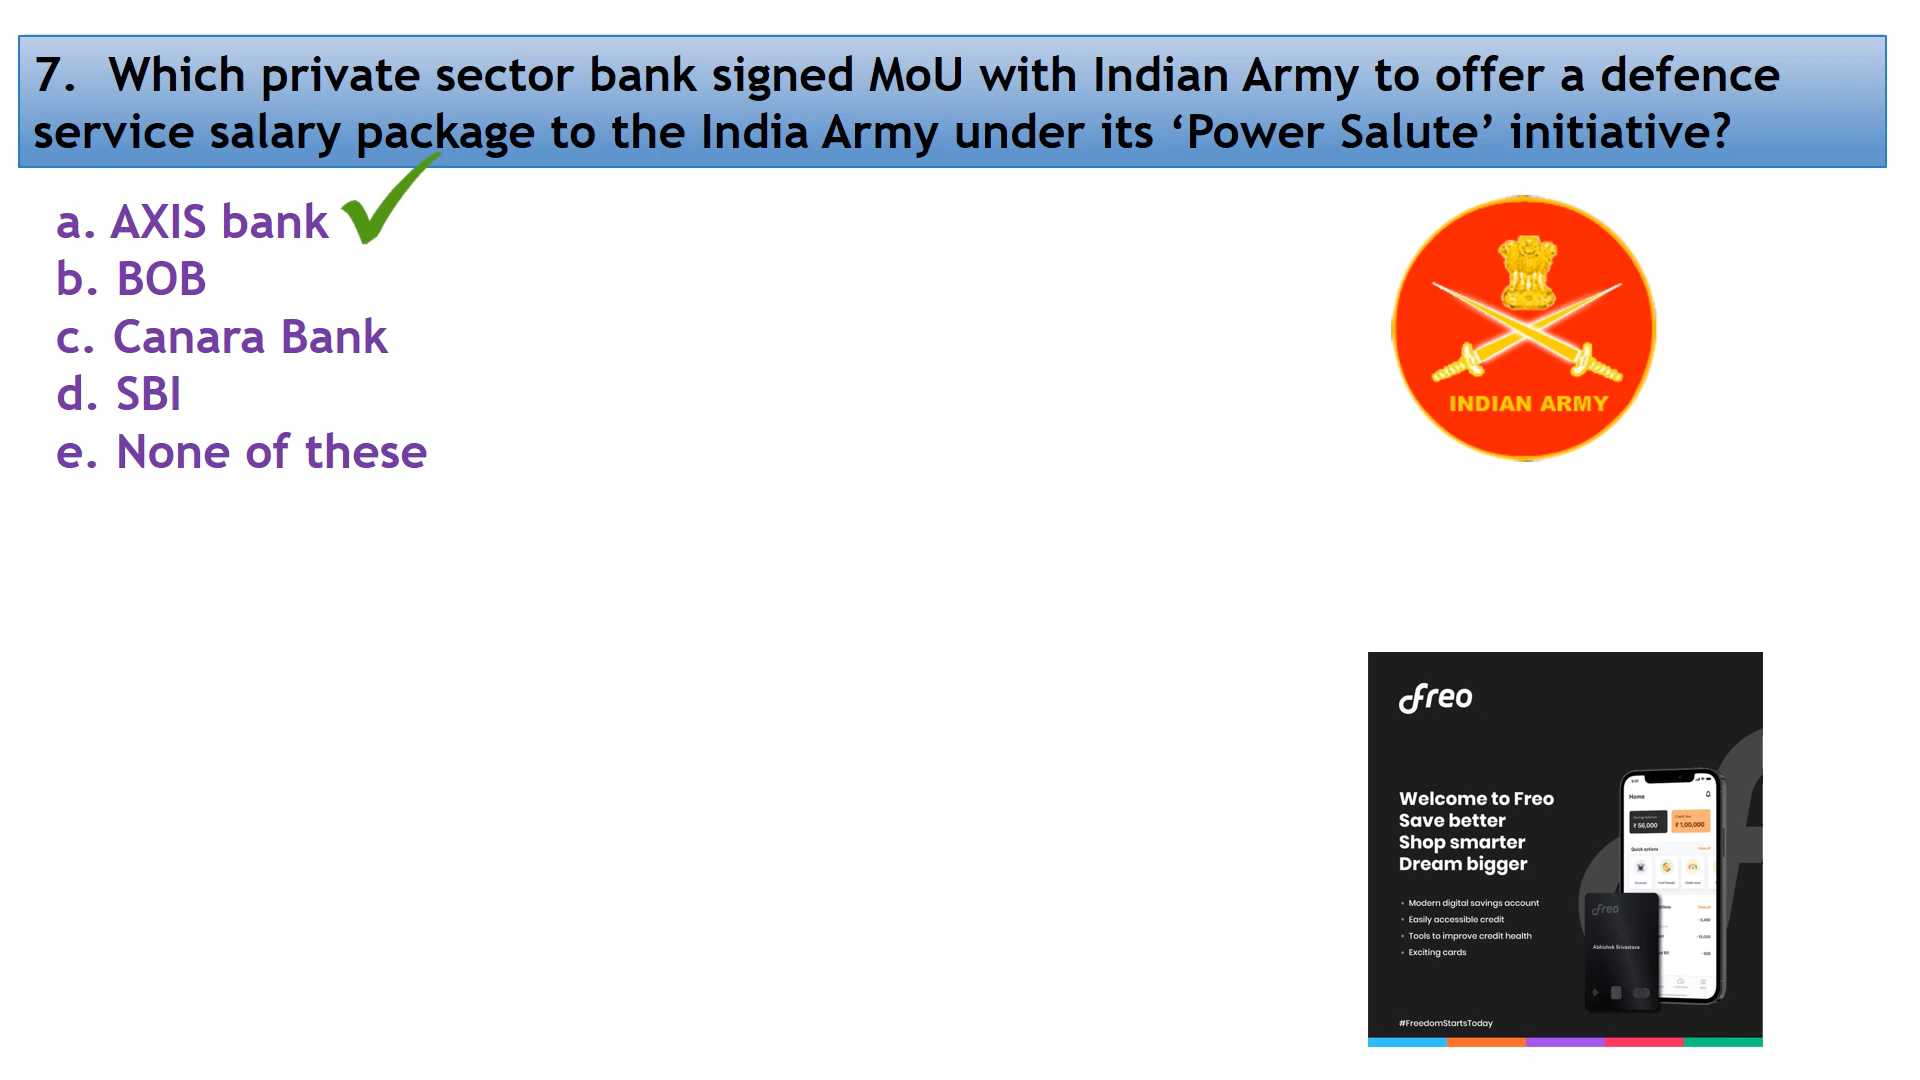 7. Which private sector bank signed MoU with Indian Army to offer a defence
service salary package to the India Army under its ‘Power Salute’ initiative?
a. AXIS bank
b. BOB
c. Canara Bank
d. SBI
e. None of these
INDIAN ARMY
freo
Welcome to Freo
Save better
Shop smarter
Dream bigger
• Modern digital savings account
• Easily accessible credit
• Tools to improve credit health
• Exciting cards
#FreedomStartsToday
Home
₹ 56,000
₹ 1,00,000
Quick actions
freo
Abhishek Srivastava